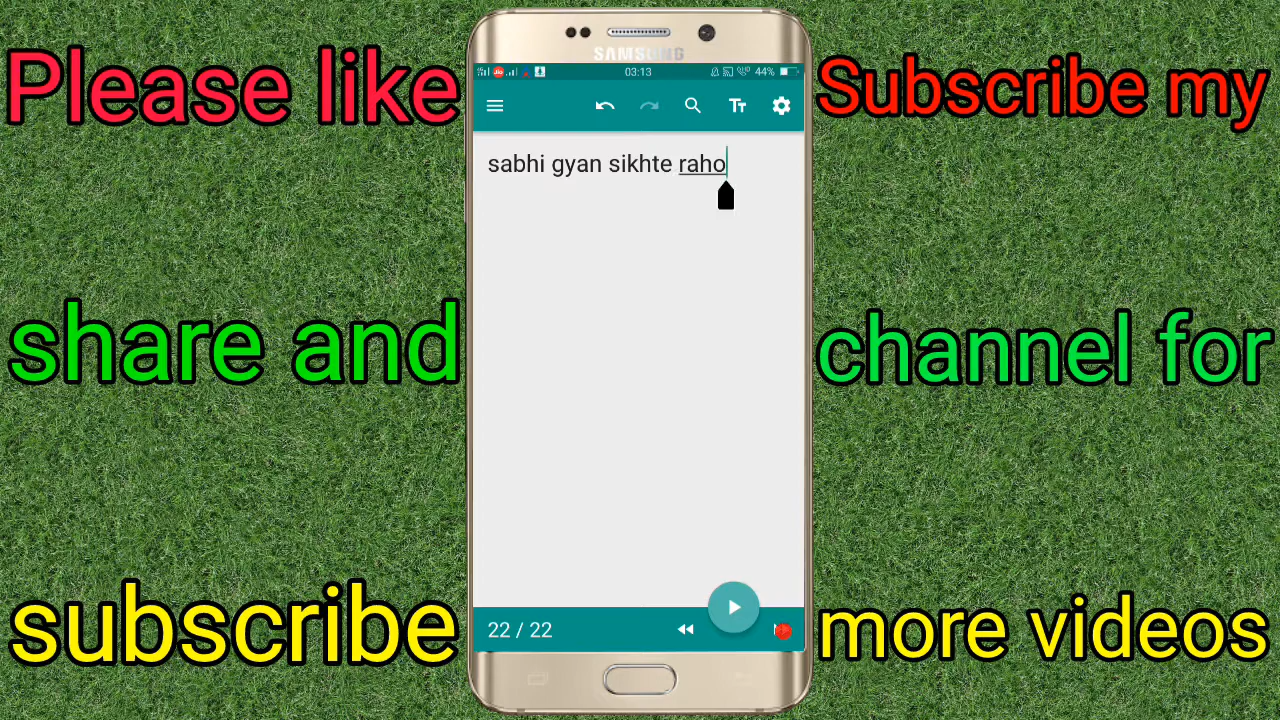 Please like
share and
subscribe
SAMSUNG
03:13
44%
sabhi gyan sikhte raho
22 / 22
Subscribe my
channel for
more videos